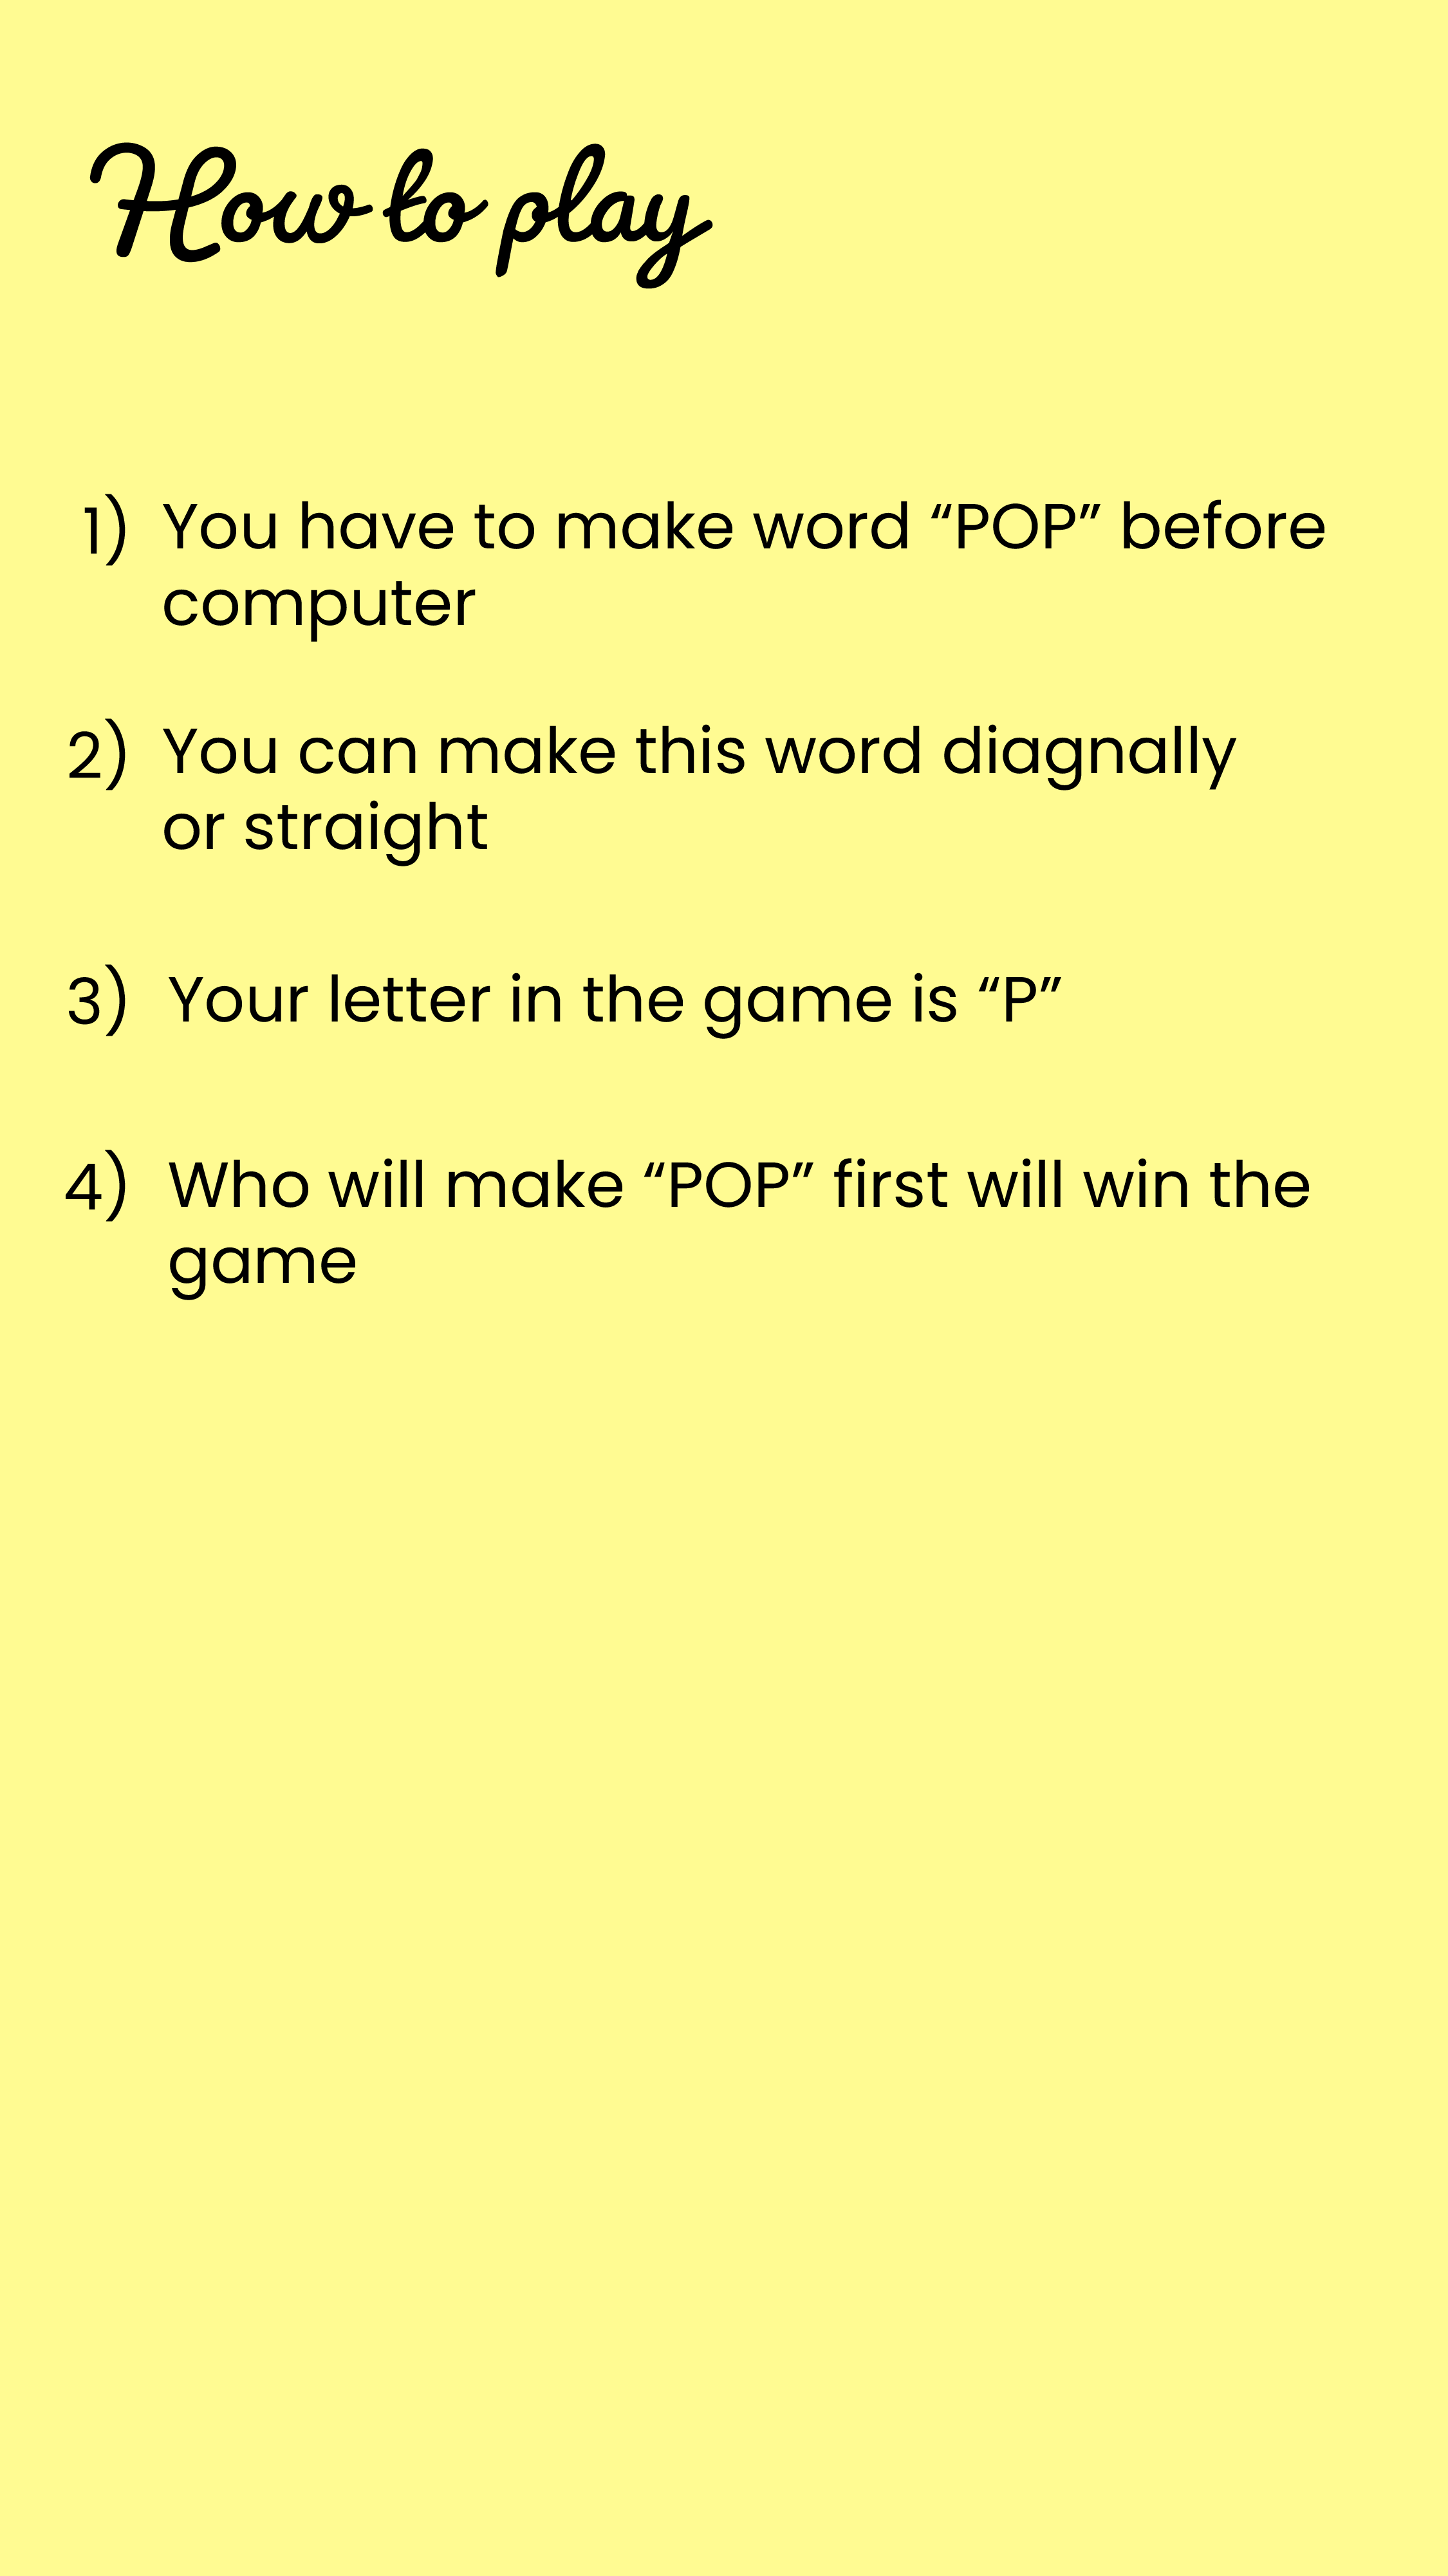 How to play
1) You have to make word “POP” before
computer
2) You can make this word diagnally
or straight
3) Your letter in the game is “P”
4) Who will make “POP” first will win the
game